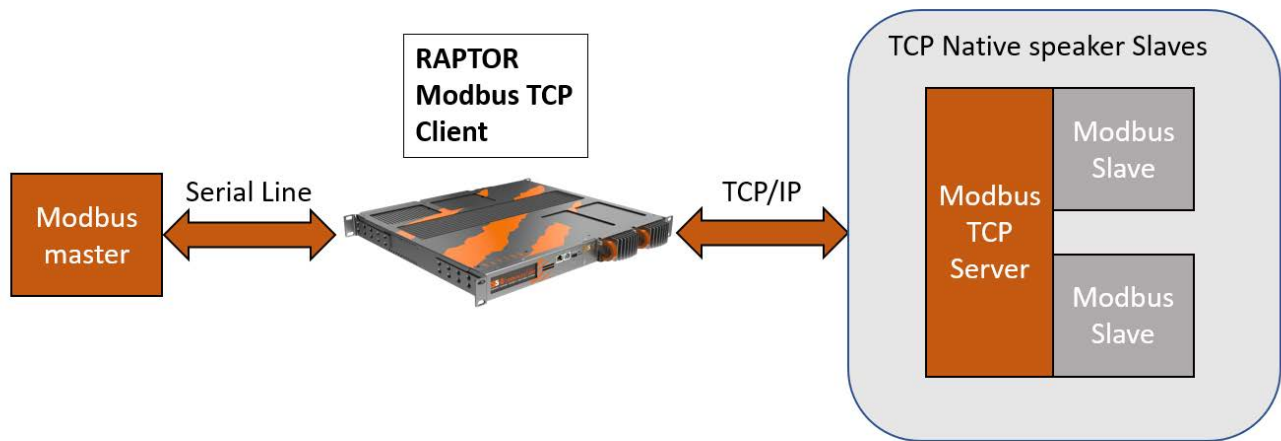 RAPTOR
Modbus TCP
Client
Modbus
master
Serial Line
TCP/IP
TCP Native speaker Slaves
Modbus
TCP
Server
Modbus
Slave
Modbus
Slave